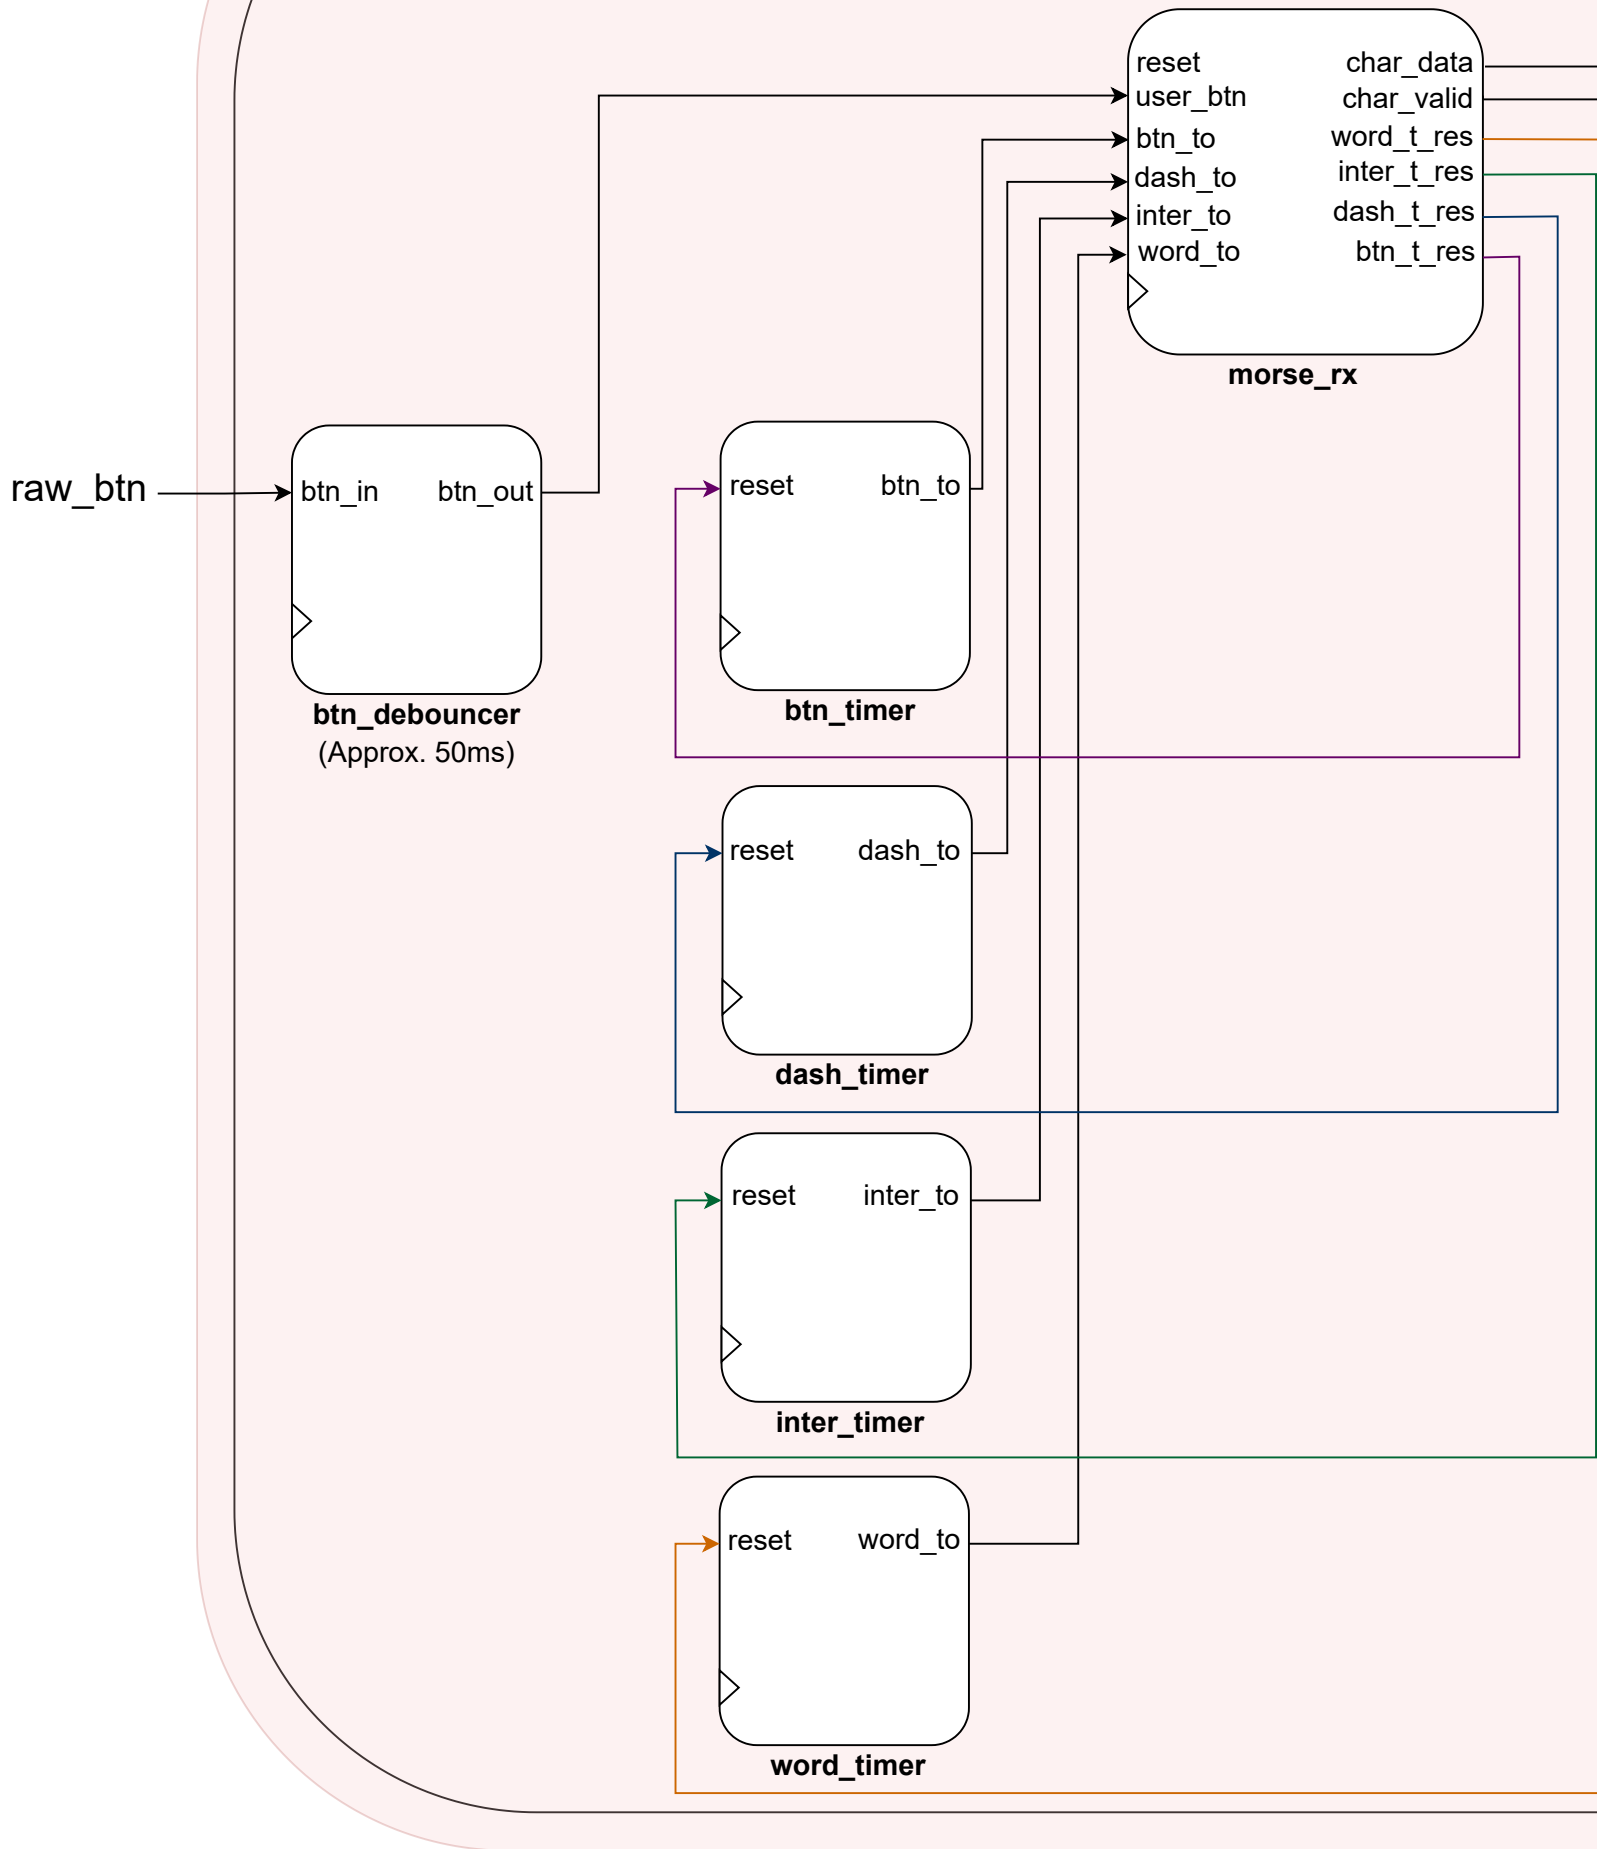 reset
user_btn
btn_to
dash_to
inter_to
word_to
char_data
char_valid
word_t_res
inter_t_res
dash_t_res
btn_t_res
morse_rx
raw_btn
btn_in
btn_out
btn_debouncer
(Approx. 50ms)
reset
btn_to
btn_timer
reset
dash_to
dash_timer
reset
inter_to
inter_timer
reset
word_to
word_timer